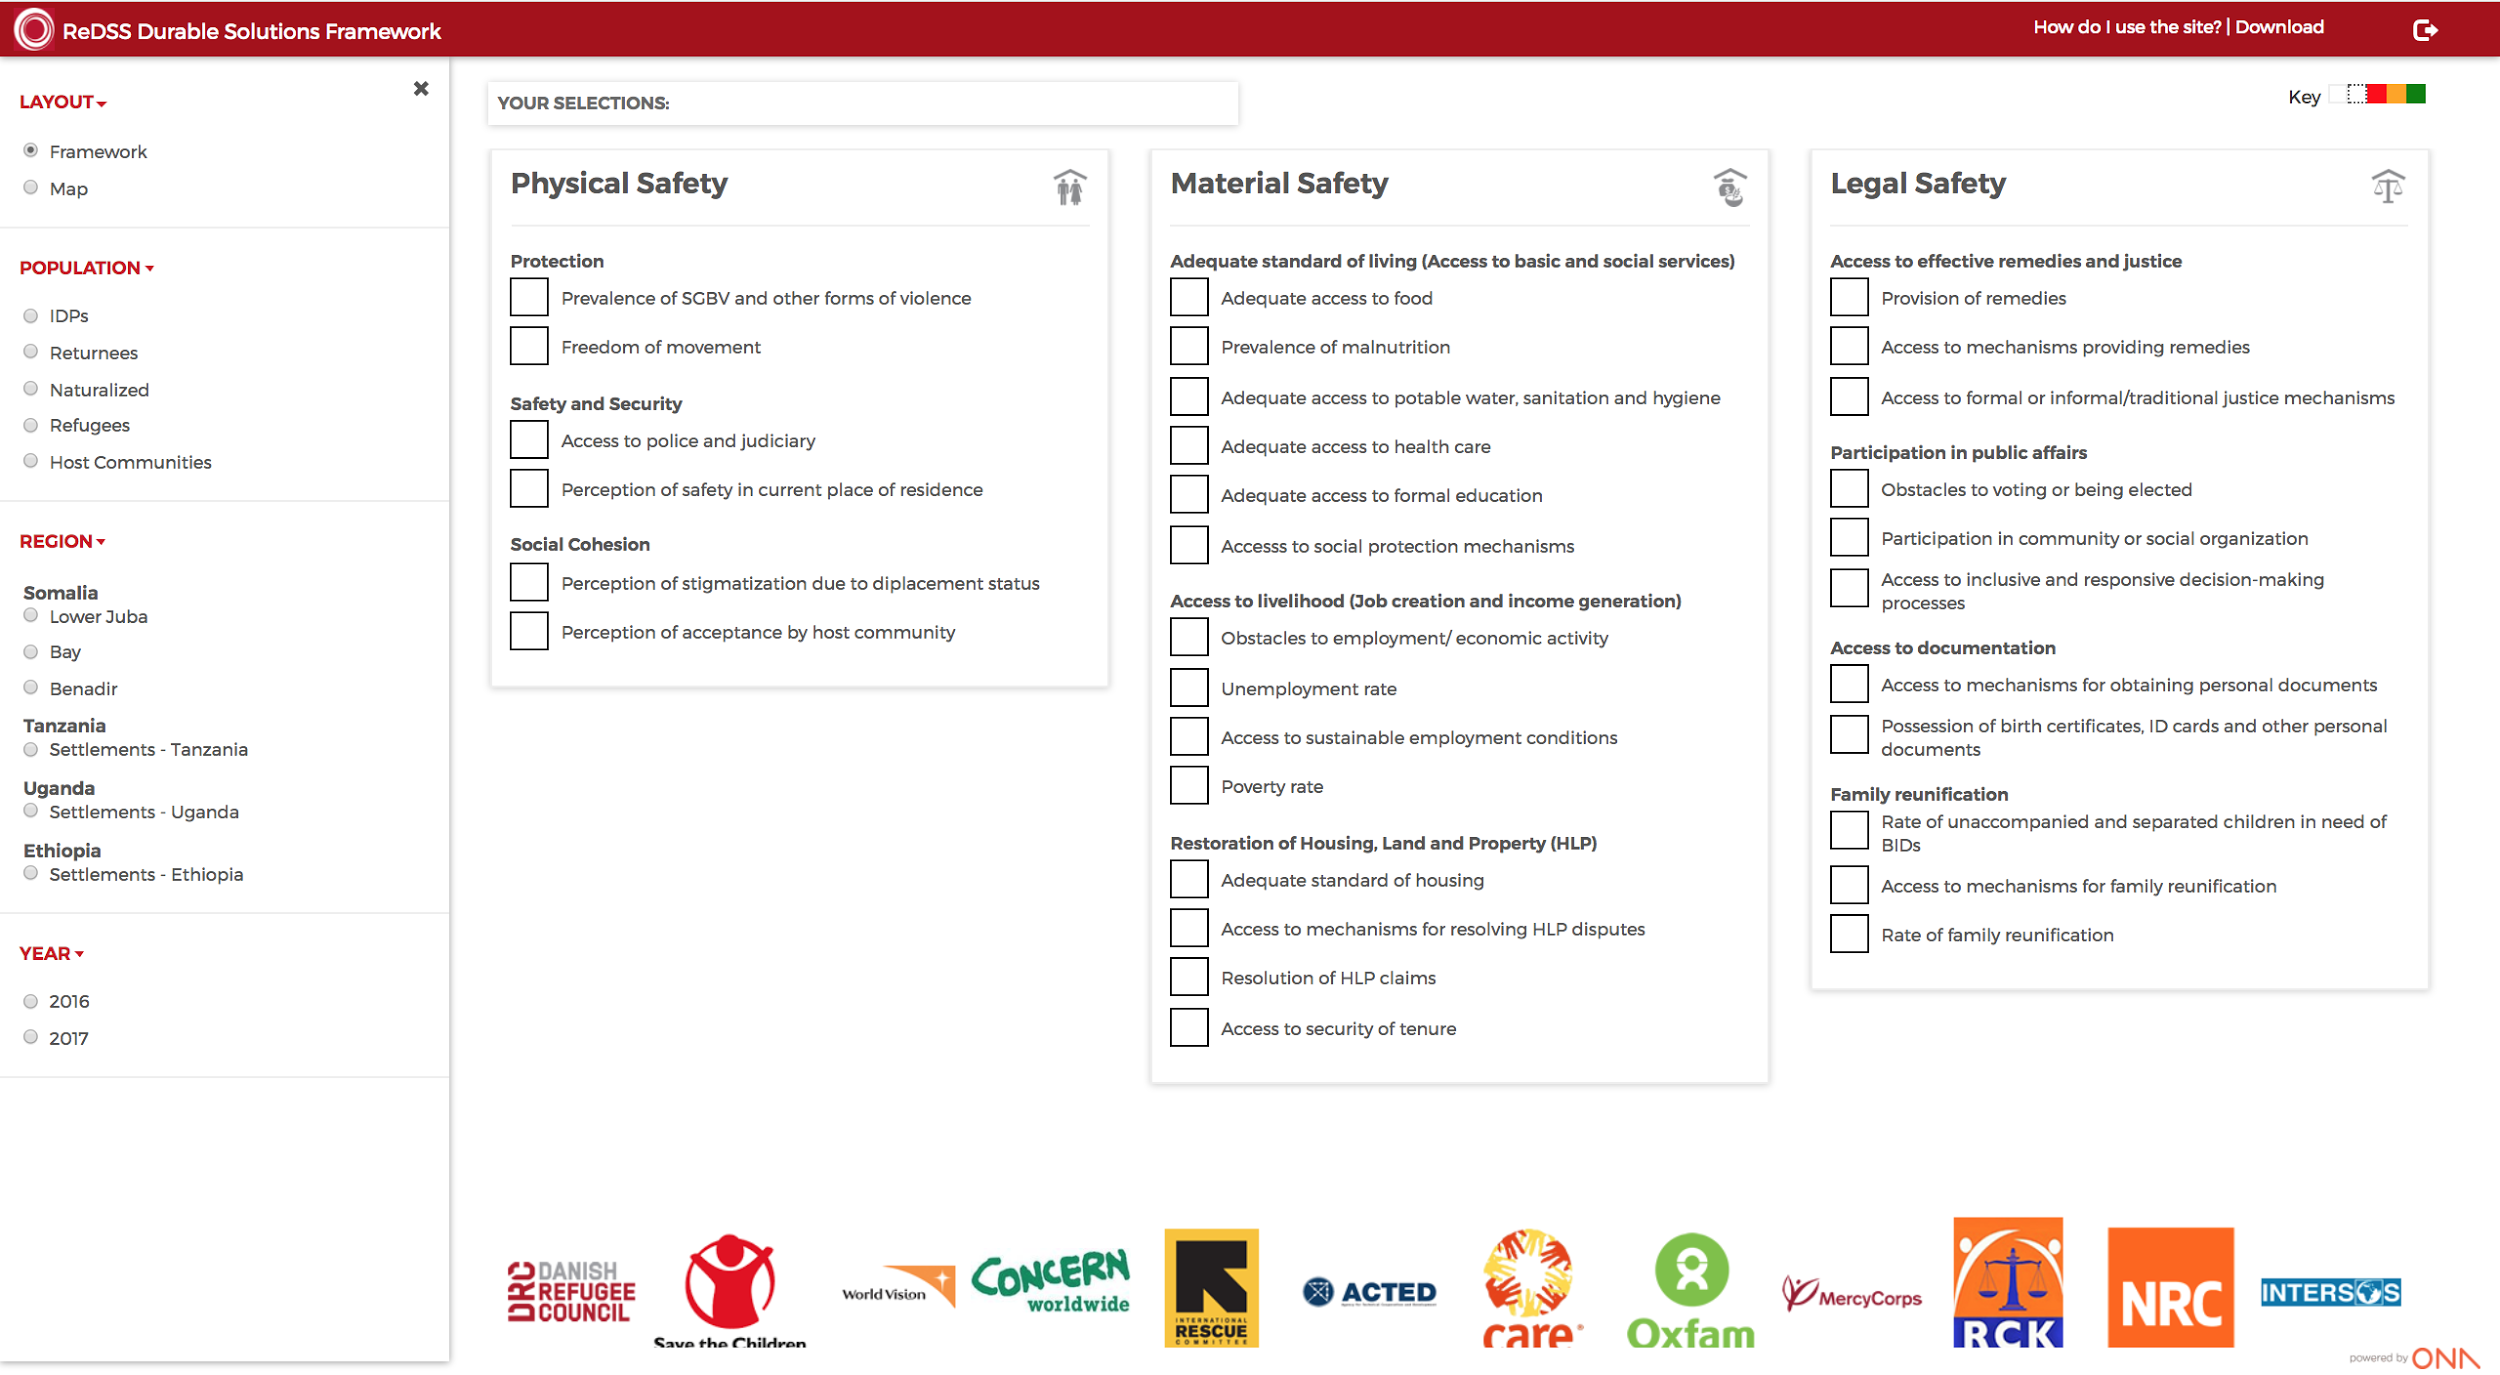 ReDSS Durable Solutions Framework
How do I use the site? | Download
LAYOUT
Framework
Map
POPULATION
IDPs
Returnees
Naturalized
Refugees
Host Communities
REGION
Somalia
Lower Juba
Bay
Benadir
Tanzania
Settlements - Tanzania
Uganda
Settlements - Uganda
Ethiopia
Settlements - Ethiopia
YEAR
2016
2017
YOUR SELECTIONS:
Key
Physical Safety
Protection
Prevalence of SGBV and other forms of violence
Freedom of movement
Safety and Security
Access to police and judiciary
Perception of safety in current place of residence
Social Cohesion
Perception of stigmatization due to diplacement status
Perception of acceptance by host community
Material Safety
Adequate standard of living (Access to basic and social services)
Adequate access to food
Prevalence of malnutrition
Adequate access to potable water, sanitation and hygiene
Adequate access to health care
Adequate access to formal education
Accesss to social protection mechanisms
Access to livelihood (Job creation and income generation)
Obstacles to employment/ economic activity
Unemployment rate
Access to sustainable employment conditions
Poverty rate
Restoration of Housing, Land and Property (HLP)
Adequate standard of housing
Access to mechanisms for resolving HLP disputes
Resolution of HLP claims
Access to security of tenure
Legal Safety
Access to effective remedies and justice
Provision of remedies
Access to mechanisms providing remedies
Access to formal or informal/traditional justice mechanisms
Participation in public affairs
Obstacles to voting or being elected
Participation in community or social organization
Access to inclusive and responsive decision-making
processes
Access to documentation
Access to mechanisms for obtaining personal documents
Possession of birth certificates, ID cards and other personal
documents
Family reunification
Rate of unaccompanied and separated children in need of
BIDs
Access to mechanisms for family reunification
Rate of family reunification
DRC DANISH
REFUGEE
COUNCIL
Save the Children
World Vision
CONCERN
worldwide
INTERNATIONAL
RESCUE
COMMITTEE
ACTED
care
Oxfam
MercyCorps
RCK
NRC
INTERSOS
powered by ONA